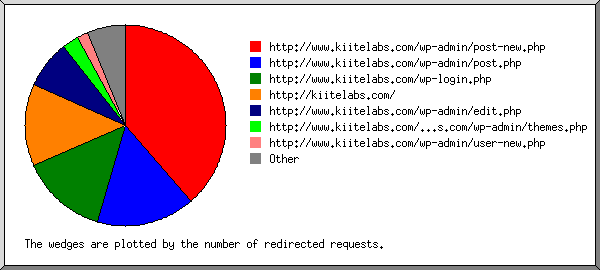 http://www.kiitelabs.com/wp-admin/post-new.php
http://www.kiitelabs.com/wp-admin/post.php
http://www.kiitelabs.com/wp-login.php
http://kiitelabs.com/
http://www.kiitelabs.com/wp-admin/edit.php
http://www.kiitelabs.com/...s.com/wp-admin/themes.php
http://www.kiitelabs.com/wp-admin/user-new.php
Other
The wedges are plotted by the number of redirected requests.